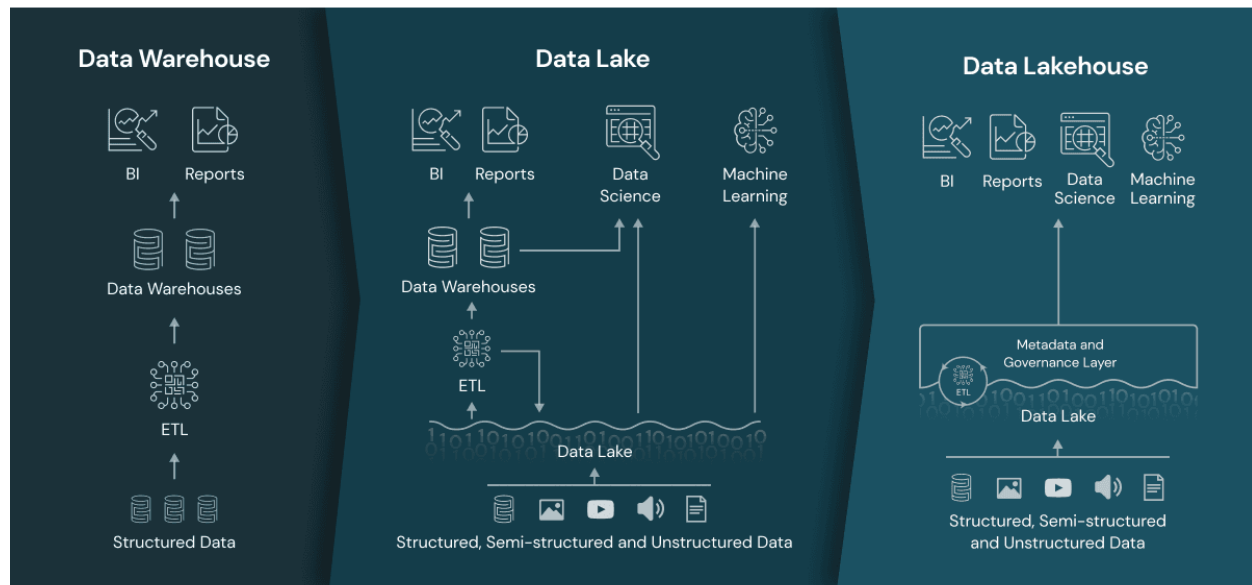 Data Warehouse
BI
Reports
Data Warehouses
ETL
Structured Data
Data Lake
BI
Reports
Data
Science
Machine
Learning
Data Warehouses
ETL
Data Lake
Structured, Semi-structured and Unstructured Data
Data Lakehouse
BI
Reports
Data
Science
Machine
Learning
Metadata and
Governance Layer
ETL
Data Lake
Structured, Semi-structured
and Unstructured Data